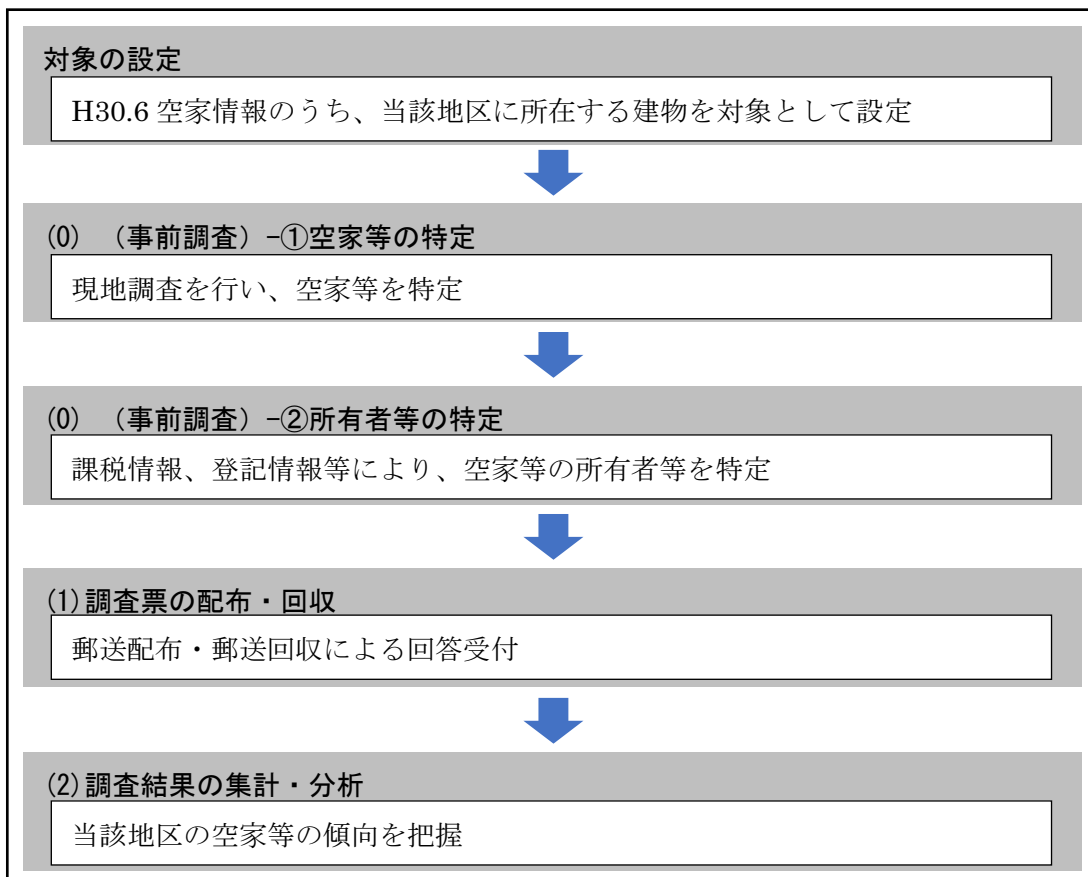 対象の設定
H30.6 空家情報のうち、当該地区に所在する建物を対象として設定
(0) （事前調査）-①空家等の特定
現地調査を行い、空家等を特定
(0) （事前調査）-②所有者等の特定
課税情報、登記情報等により、空家等の所有者等を特定
(1)調査票の配布・回収
郵送配布・郵送回収による回答受付
(2)調査結果の集計・分析
当該地区の空家等の傾向を把握